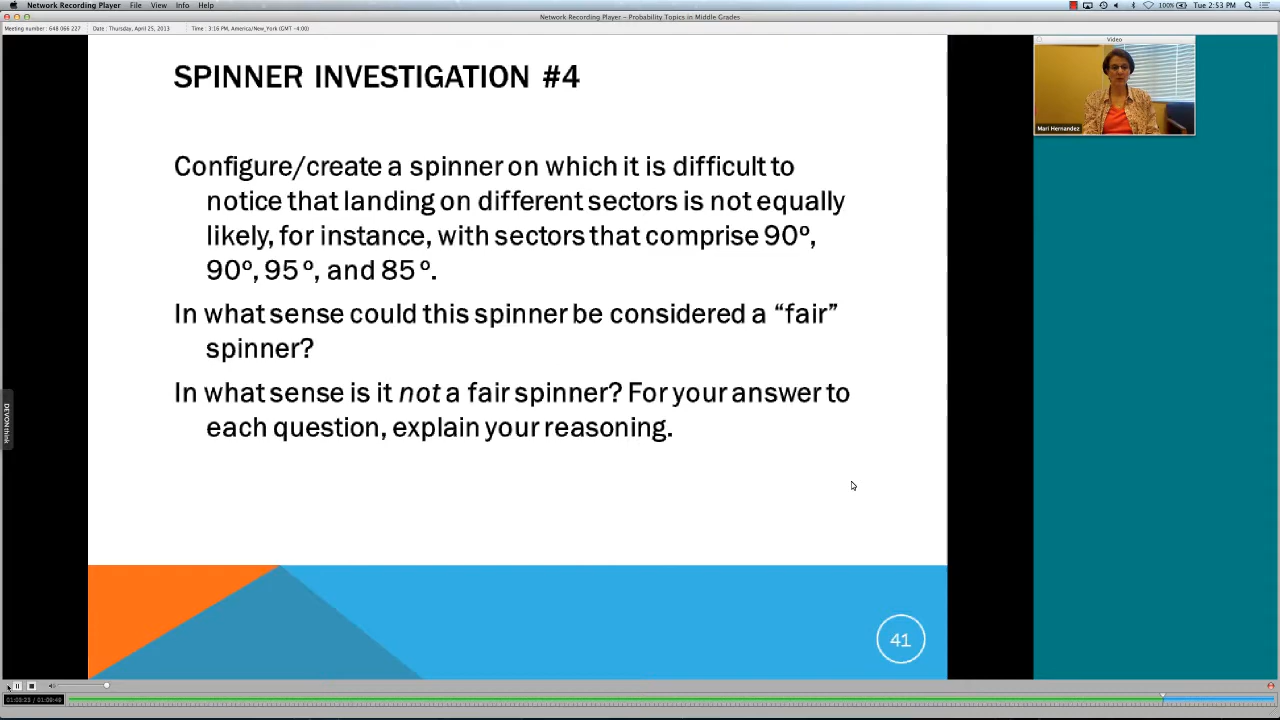 Network Recording Player File View Info Help
100% Tue 2:53 PM
Network Recording Player – Probability Topics in Middle Grades
Meeting number: 648 066 227 Date: Thursday, April 25, 2013 Time: 3:16 PM, America/New_York (GMT -4:00)
Video
Mari Hernandez
SPINNER INVESTIGATION #4
Configure/create a spinner on which it is difficult to
notice that landing on different sectors is not equally
likely, for instance, with sectors that comprise 90º,
90º, 95 º, and 85 º.
In what sense could this spinner be considered a “fair”
spinner?
In what sense is it not a fair spinner? For your answer to
each question, explain your reasoning.
DEVONthink
41